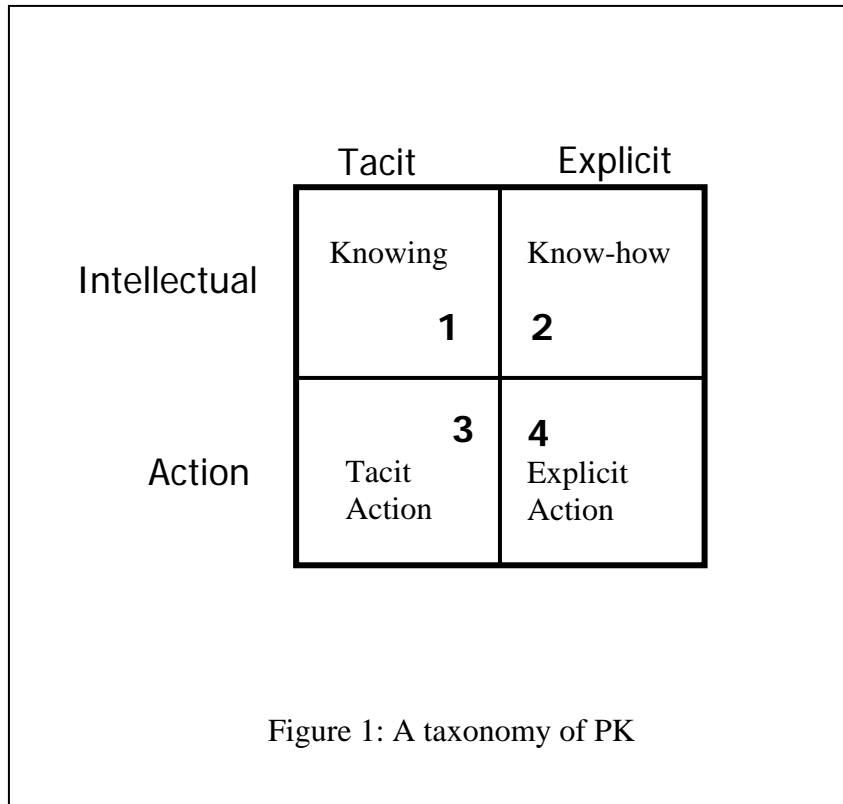 Tacit Explicit
Intellectual
Knowing Know-how
1 2
Action
3 4
Tacit Explicit
Action Action
Figure 1: A taxonomy of PK